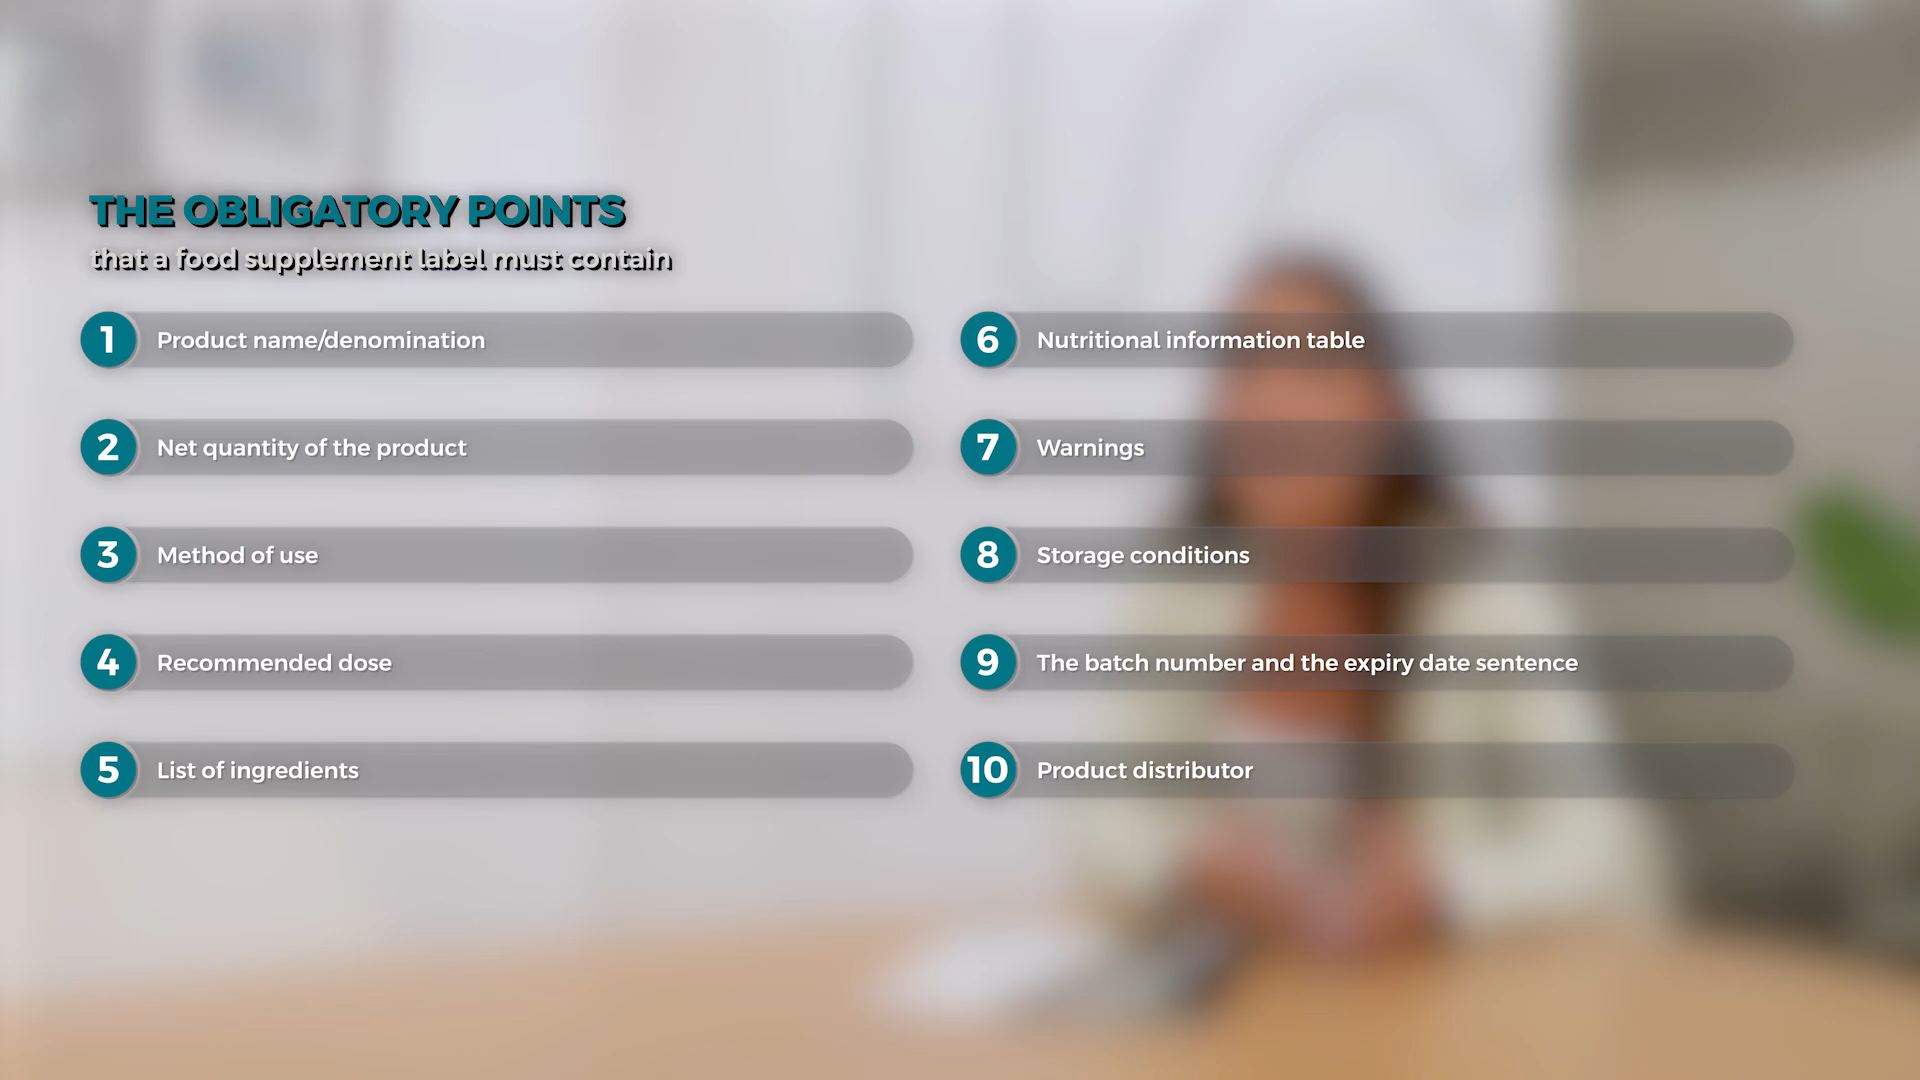 THE OBLIGATORY POINTS
that a food supplement label must contain
1 Product name/denomination
2 Net quantity of the product
3 Method of use
4 Recommended dose
5 List of ingredients
6 Nutritional information table
7 Warnings
8 Storage conditions
9 The batch number and the expiry date sentence
10 Product distributor